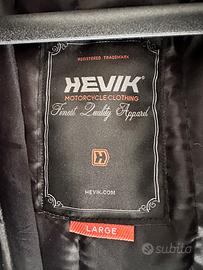 REGISTERED TRADEMARK
HEVIK®
MOTORCYCLE CLOTHING
Finest Quality Apparel
H
HEVIK.COM
LARGE
subito